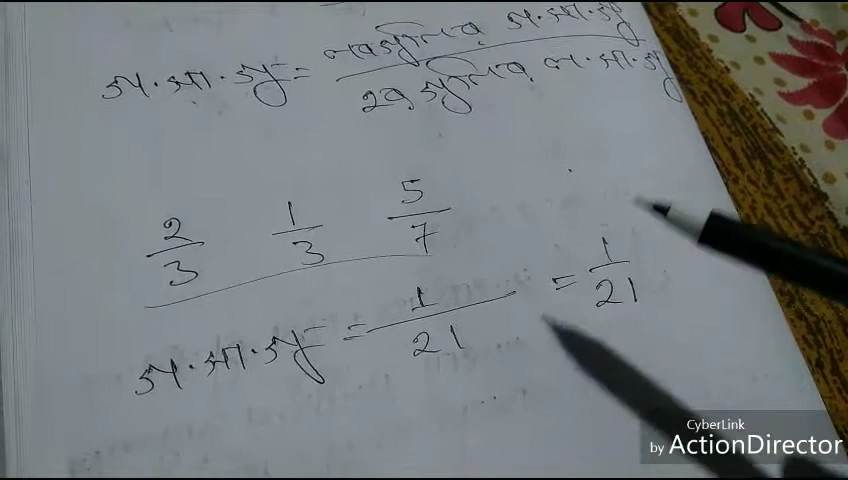 গ.সা.গু = লবগুলির গ.সা.গু
হরগুলির ল.সা.গু
2/3 1/3 5/7
গ.সা.গু = 1/21 = 1/21
CyberLink
by ActionDirector